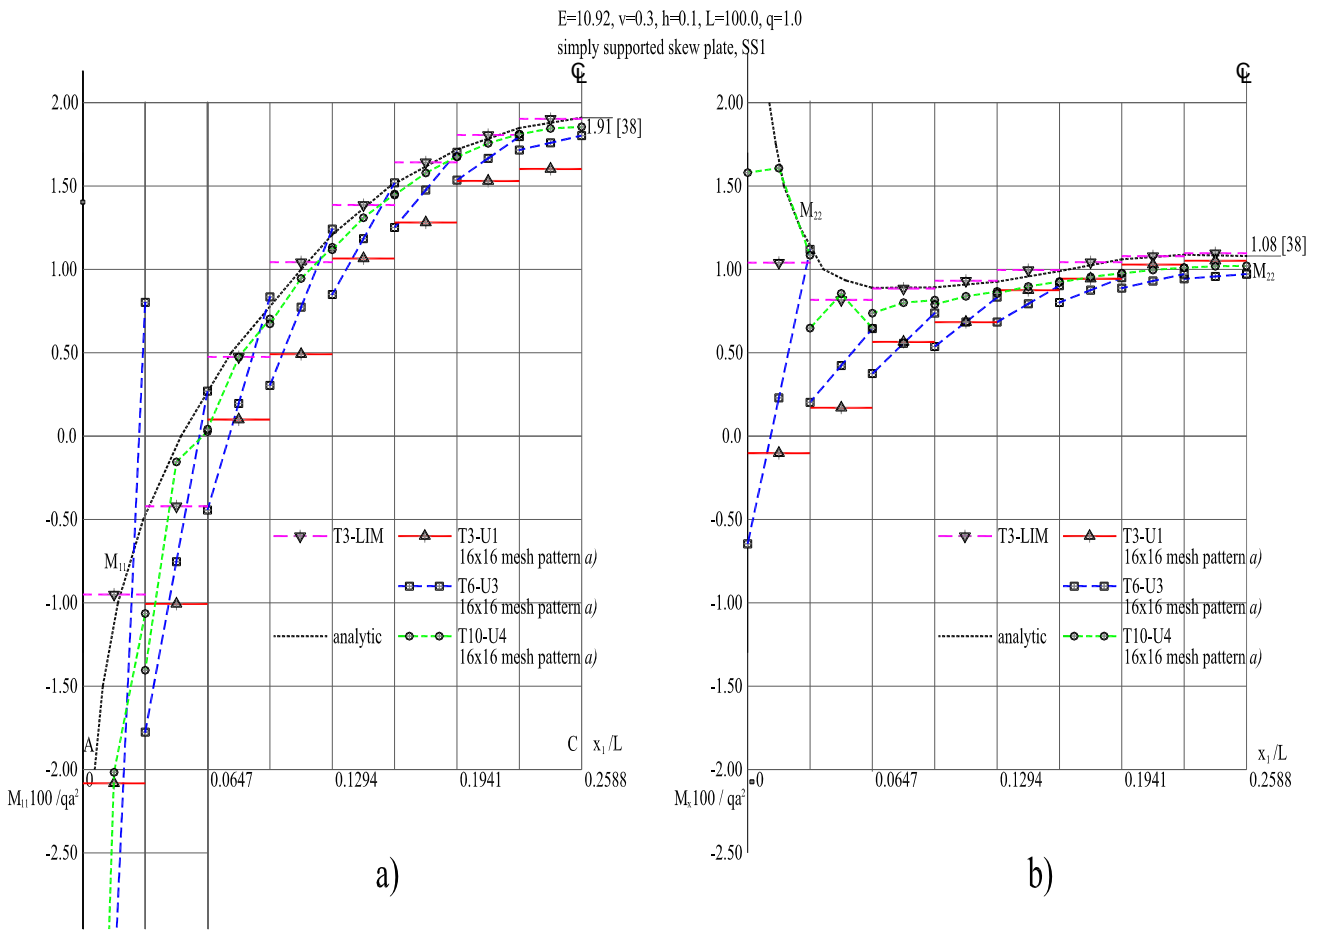 E=10.92, v=0.3, h=0.1, L=100.0, q=1.0
simply supported skew plate, SS1
℄
2.00
1.91 [38]
1.50
1.00
0.50
0.0
-0.50
T3-LIM
T3-U1
16x16 mesh pattern a)
M₁₁
T6-U3
16x16 mesh pattern a)
-1.00
analytic
T10-U4
16x16 mesh pattern a)
-1.50
A
C
x₁/L
-2.00
0
0.0647
0.1294
0.1941
0.2588
M₁₁100 / qa²
-2.50
a)
℄
2.00
1.50
M₂₂
1.08 [38]
1.00
M₂₂
0.50
0.0
-0.50
T3-LIM
T3-U1
16x16 mesh pattern a)
T6-U3
16x16 mesh pattern a)
-1.00
analytic
T10-U4
16x16 mesh pattern a)
-1.50
x₁/L
-2.00
0
0.0647
0.1294
0.1941
0.2588
Mₓ100 / qa²
-2.50
b)